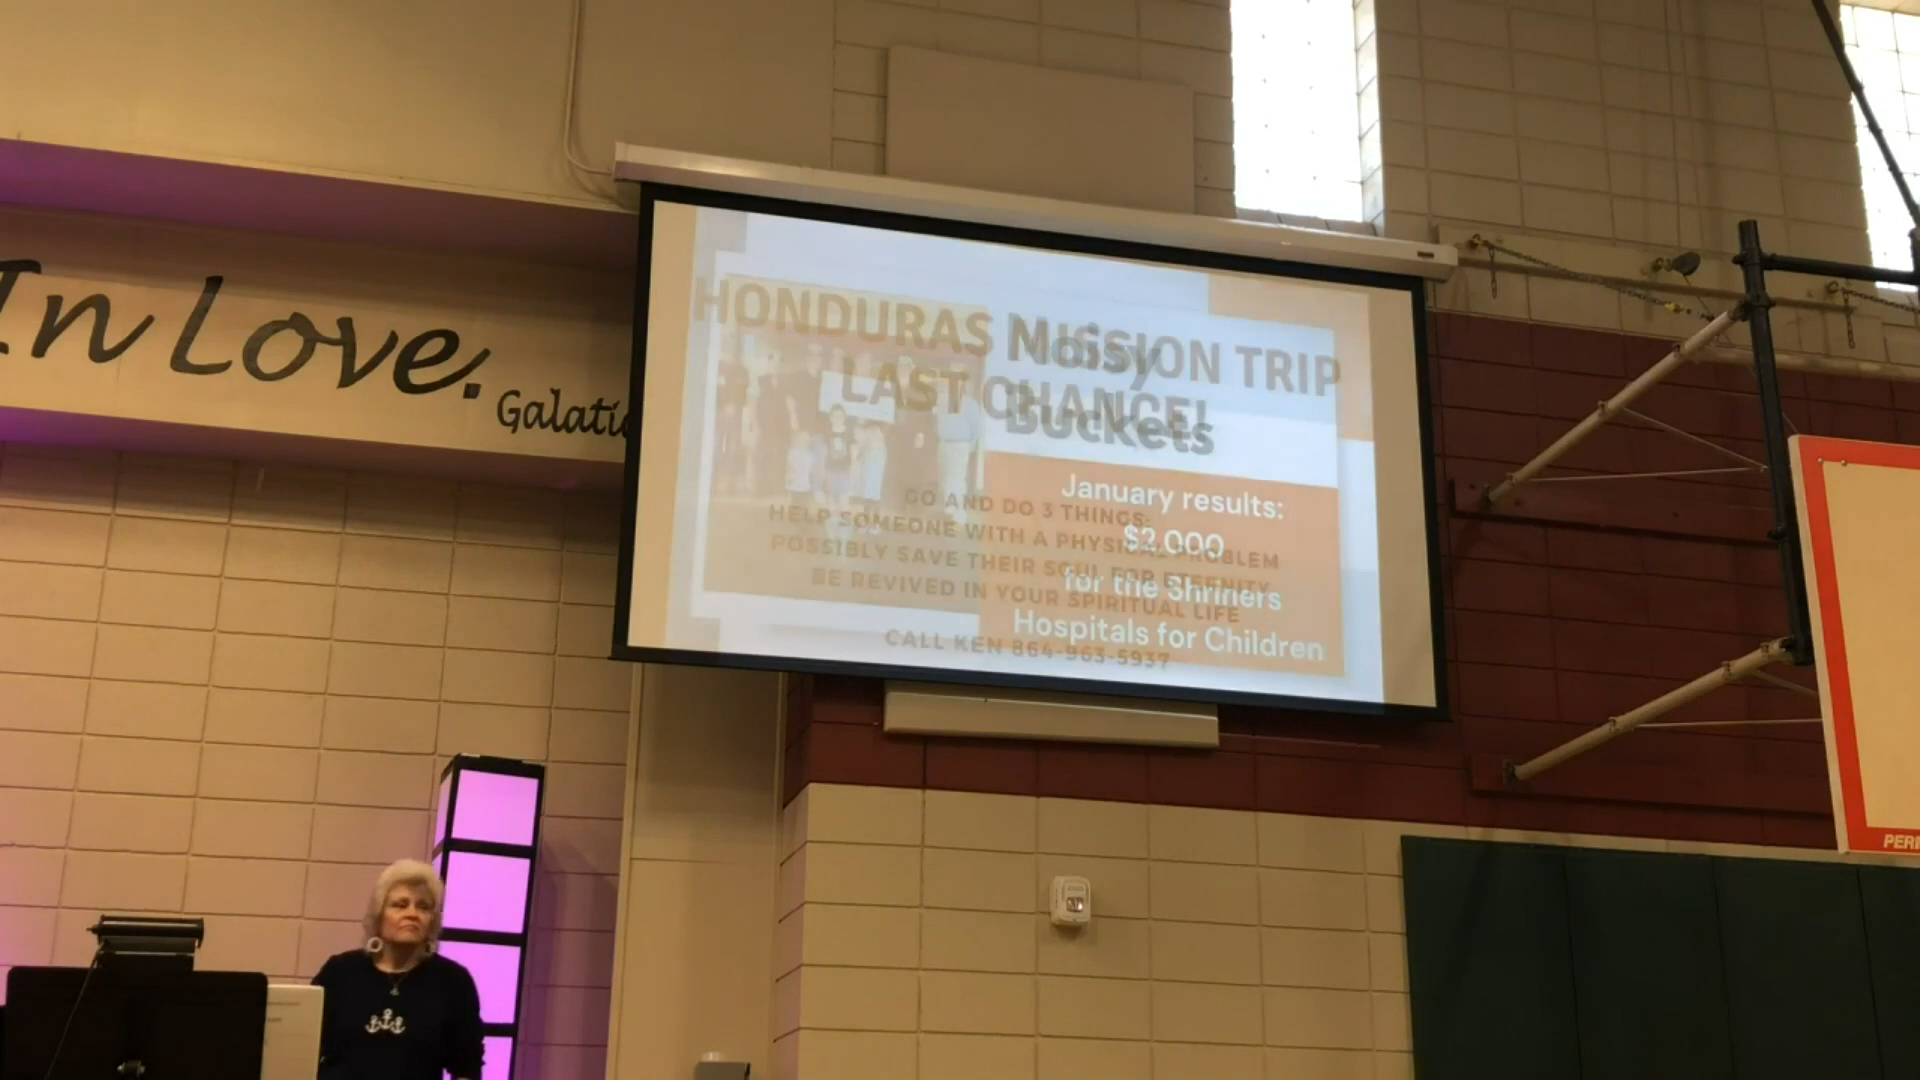 In Love.
Galatia
HONDURAS MISSION TRIP
LAST CHANCE!
GO AND DO 3 THINGS:
HELP SOMEONE WITH A PHYSICAL PROBLEM
POSSIBLY SAVE THEIR SOUL FOR ETERNITY
BE REVIVED IN YOUR SPIRITUAL LIFE
CALL KEN 864-963-5937
Noisy
Buckets
January results:
$2,000
for the Shriners
Hospitals for Children
PERF